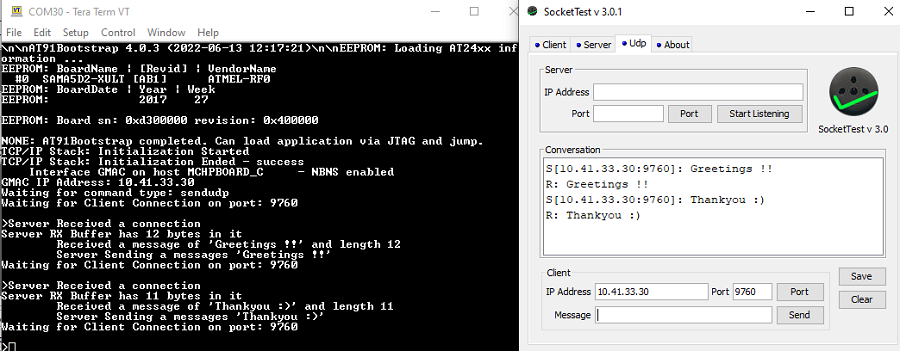 COM30 - Tera Term VT
File Edit Setup Control Window Help
\n\nAT91Bootstrap 4.0.3 (2022-06-13 12:17:21)\n\nEEPROM: Loading AT24xx inf
ormation ...
EEPROM: BoardName | [Revid] | VendorName
#0 SAMA5D2-XULT [AB1] ATMEL-RF0
EEPROM: BoardDate | Year | Week
EEPROM: 2017 27
EEPROM: Board sn: 0xd300000 revision: 0x400000
NONE: AT91Bootstrap completed. Can load application via JTAG and jump.
TCP/IP Stack: Initialization Started
TCP/IP Stack: Initialization Ended - success
Interface GMAC on host MCHPBOARD_C - NBNS enabled
GMAC IP Address: 10.41.33.30
Waiting for command type: sendudp
Waiting for Client Connection on port: 9760
>Server Received a connection
Server RX Buffer has 12 bytes in it
Received a message of 'Greetings !!' and length 12
Server Sending a messages 'Greetings !!'
Waiting for Client Connection on port: 9760
>Server Received a connection
Server RX Buffer has 11 bytes in it
Received a message of 'Thankyou :)' and length 11
Server Sending a messages 'Thankyou :)'
Waiting for Client Connection on port: 9760
>
SocketTest v 3.0.1
Client Server Udp About
Server
IP Address
Port Port Start Listening
SocketTest v 3.0
Conversation
S[10.41.33.30:9760]: Greetings !!
R: Greetings !!
S[10.41.33.30:9760]: Thankyou :)
R: Thankyou :)
Client
IP Address 10.41.33.30 Port 9760 Port
Message Send
Save
Clear